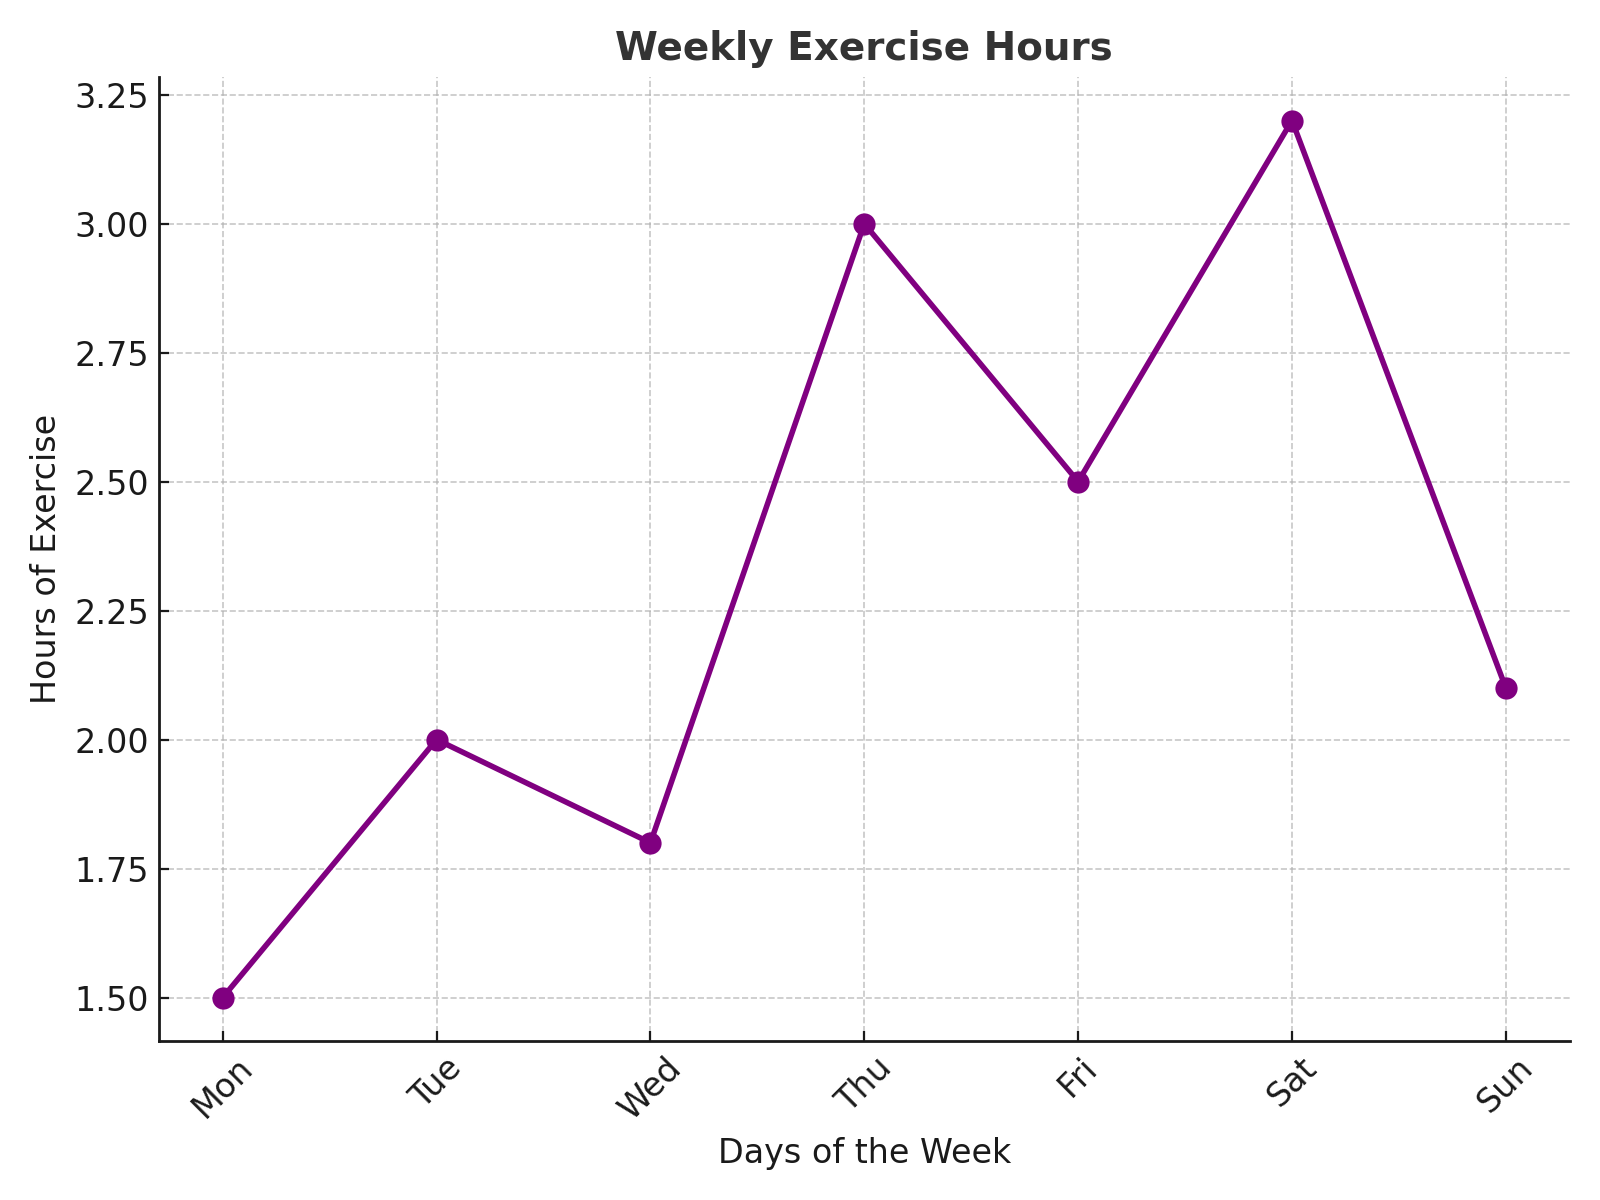 Weekly Exercise Hours
3.25
3.00
2.75
2.50
2.25
2.00
1.75
1.50
Hours of Exercise
Mon
Tue
Wed
Thu
Fri
Sat
Sun
Days of the Week